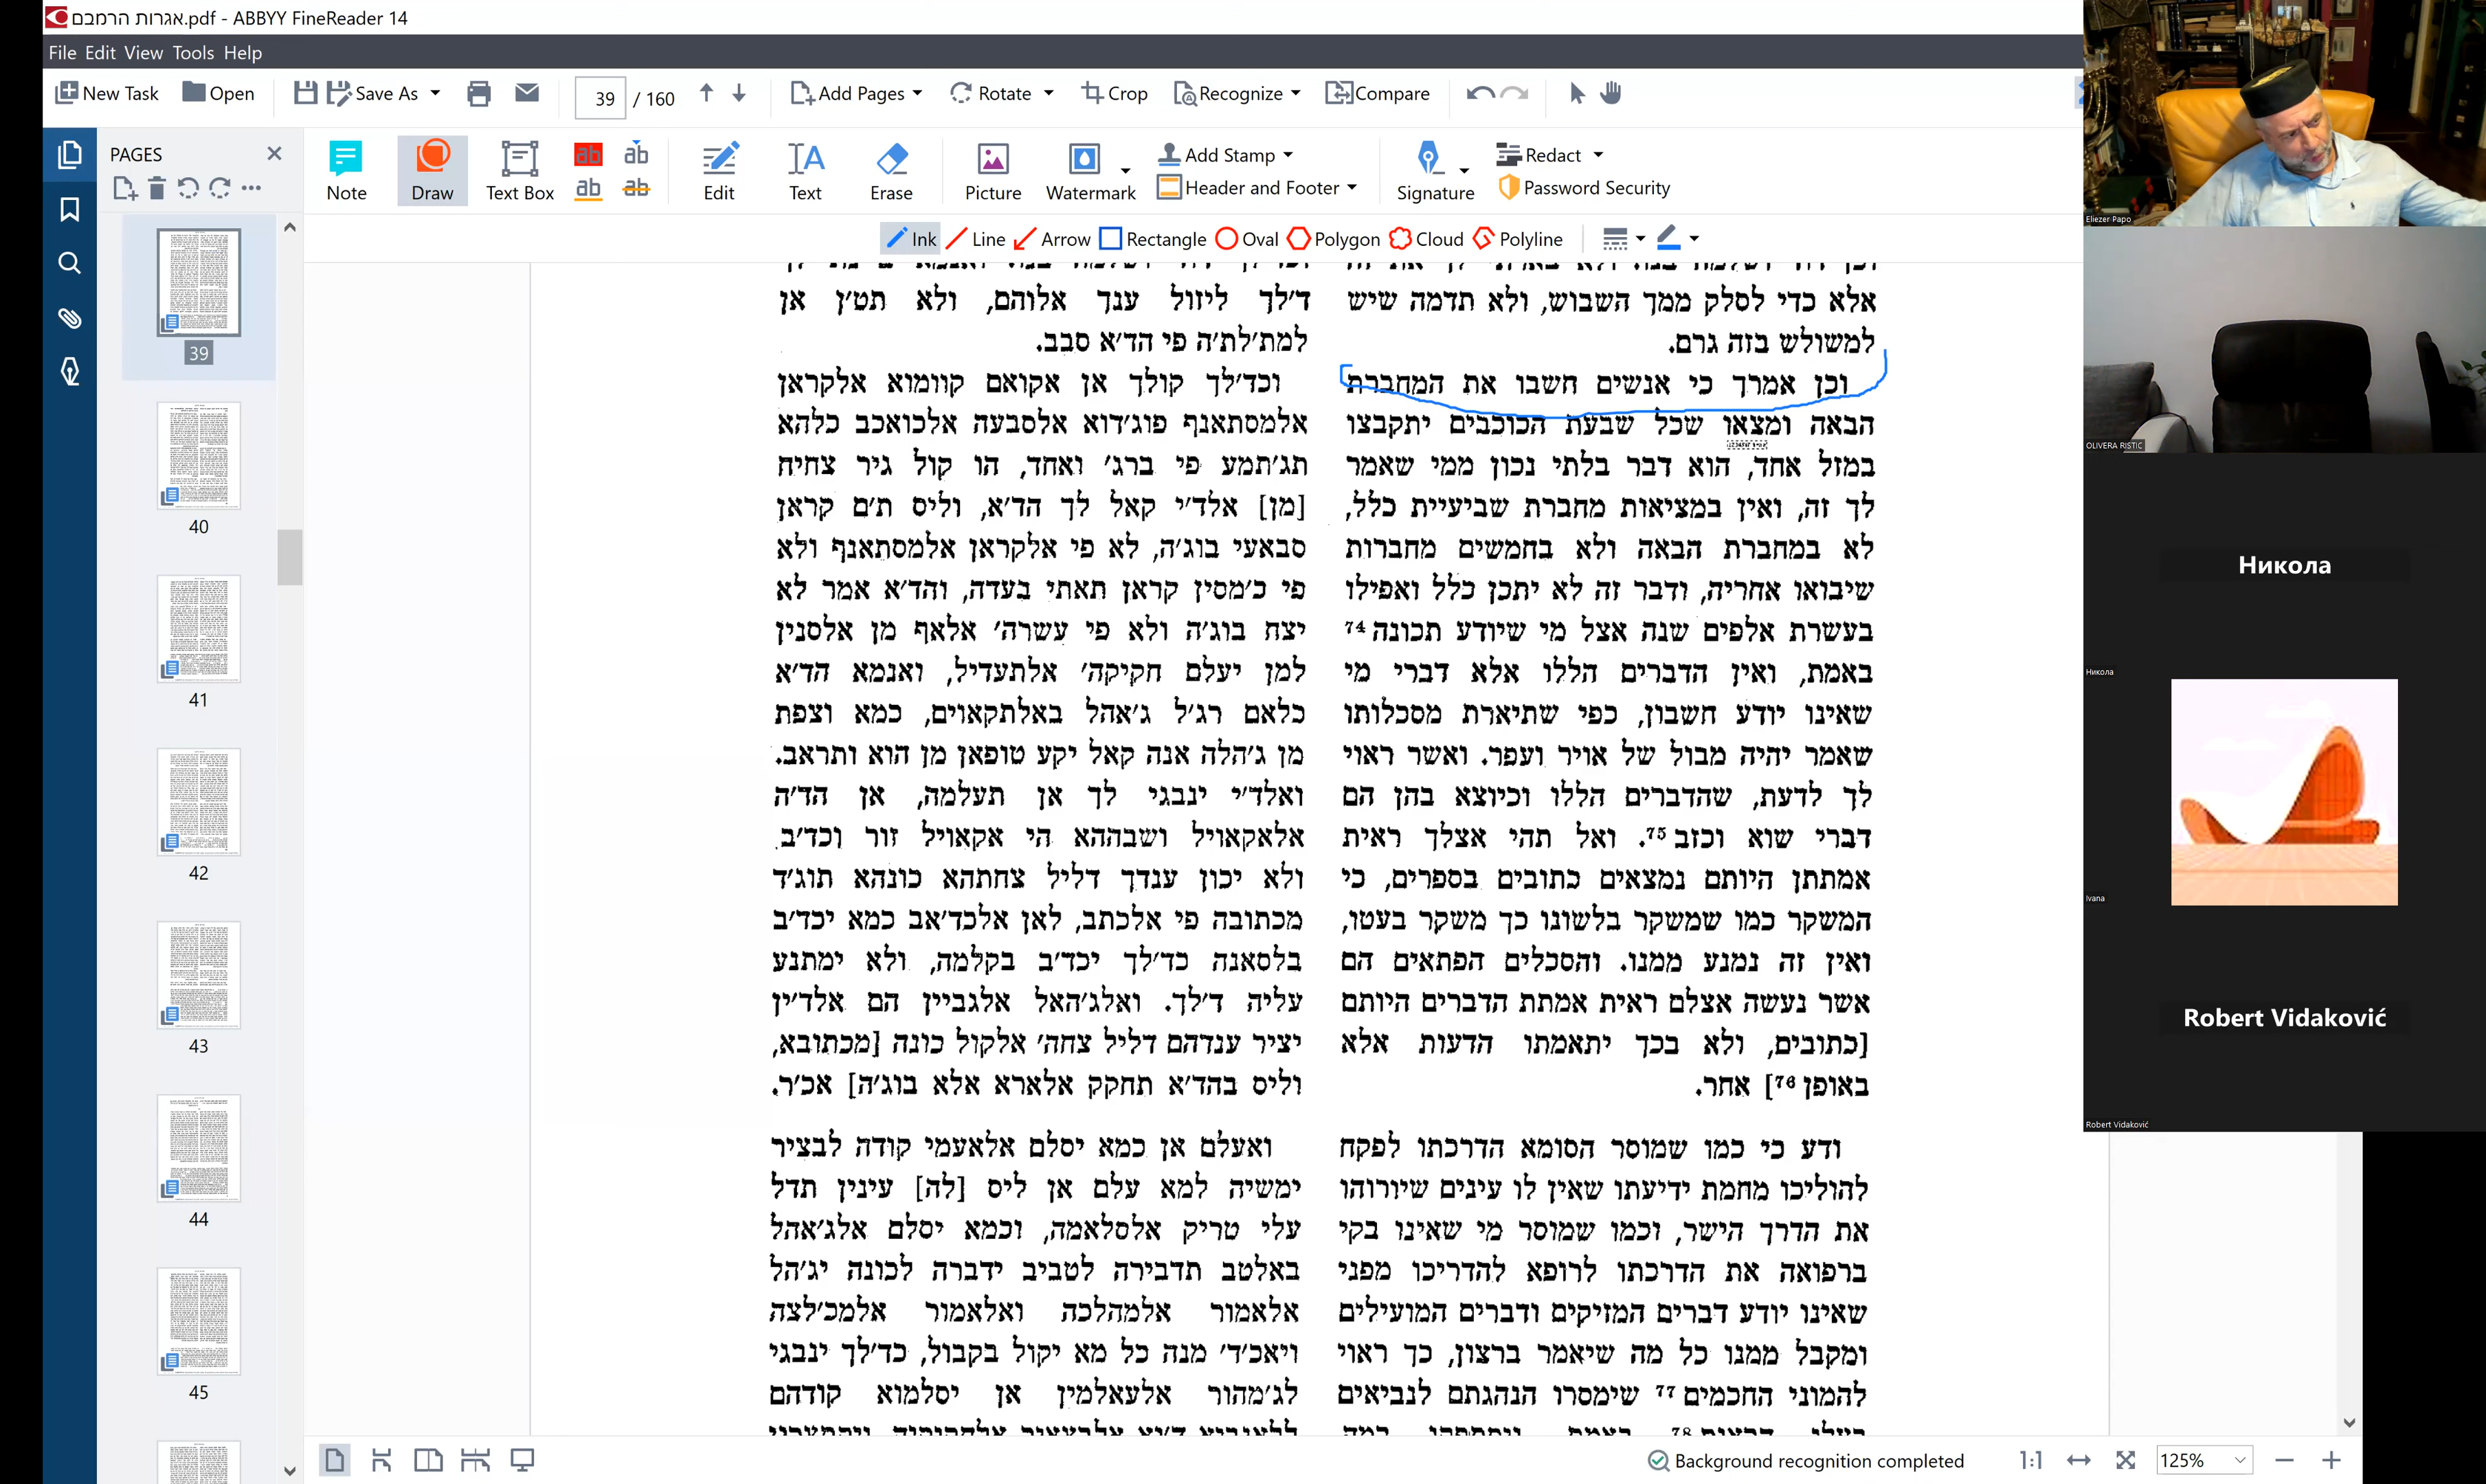 אגרות הרמבם.pdf - ABBYY FineReader 14
File Edit View Tools Help
New Task Open Save As 39 / 160 Add Pages Rotate Crop Recognize Compare
PAGES
Note Draw Text Box Edit Text Erase Picture Watermark Add Stamp Header and Footer Signature Redact Password Security
Ink Line Arrow Rectangle Oval Polygon Cloud Polyline
39
40
41
42
43
44
45
אלא כדי לסלק ממך השבוש, ולא תדמה שיש
למשולש בזה גרם.
וכן אמרך כי אנשים חשבו את המחברת
הבאה ומצאו שכל שבעת הכוכבים יתקבצו
במזל אחד, הוא דבר בלתי נכון ממי שאמר
לך זה, ואין במציאות מחברת שביעיית כלל,
לא במחברת הבאה ולא בחמשים מחברות
שיבואו אחריה, ודבר זה לא יתכן כלל ואפילו
בעשרת אלפים שנה אצל מי שיודע תכונה 74
באמת, ואין הדברים הללו אלא דברי מי
שאינו יודע חשבון, כפי שתיארת מסכלותו
שאמר יהיה מבול של אויר ועפר. ואשר ראוי
לך לדעת, שהדברים הללו וכיוצא בהן הם
דברי שוא וכזב 75. ואל תהי אצלך ראית
אמתתן היותם נמצאים כתובים בספרים, כי
המשקר כמו שמשקר בלשונו כך משקר בעטו,
ואין זה נמנע ממנו. והסכלים הפתאים הם
אשר נעשה אצלם ראית אמתת הדברים היותם
[כתובים, ולא בכך יתאמתו הדעות אלא
באופן 76] אחר.
ודע כי כמו שמוסר הסומא הדרכתו לפקח
להוליכו מחמת ידיעתו שאין לו עינים שיורוהו
את הדרך הישר, וכמו שמוסר מי שאינו בקי
ברפואה את הדרכתו לרופא להדריכו מפני
שאינו יודע דברים המזיקים ודברים המועילים
ומקבל ממנו כל מה שיאמר ברצון, כך ראוי
להמוני החכמים 77 שימסרו הנהגתם לנביאים
ד׳לך ליזול ענך אלוהם, ולא תט׳ן אן
למת׳לת׳ה פי הד׳א סבב.
וכד׳לך קולך אן אקואם קוומוא אלקראן
אלמסתאנף פוג׳דוא אלסבעה אלכואכב כלהא
תג׳תמע פי ברג׳ ואחד, הו קול גיר צחיח
[מן] אלד׳י קאל לך הד׳א, וליס ת׳ם קראן
סבאעי בוג׳ה, לא פי אלקראן אלמסתאנף ולא
פי כ׳מסין קראן תאתי בעדה, והד׳א אמר לא
יצח בוג׳ה ולא פי עשרה׳ אלאף מן אלסנין
למן יעלם חקיקה׳ אלתעדיל, ואנמא הד׳א
כלאם רג׳ל ג׳אהל באלתקאוים, כמא וצפת
מן ג׳הלה אנה קאל יקע טופאן מן הוא ותראב.
ואלד׳י ינבגי לך אן תעלמה, אן הד׳ה
אלאקאויל ושבההא הי אקאויל זור וכד׳ב.
ולא יכון ענדך דליל צחתהא כונהא תוג׳ד
מכתובה פי אלכתב, לאן אלכד׳אב כמא יכד׳ב
בלסאנה כד׳לך יכד׳ב בקלמה, ולא ימתנע
עליה ד׳לך. ואלג׳האל אלגביין הם אלד׳ין
יציר ענדהם דליל צחה׳ אלקול כונה [מכתובא,
וליס בהד׳א תחקק אלארא אלא בוג׳ה] אכ׳ר.
ואעלם אן כמא יסלם אלאעמי קודה לבציר
ימשיה למא עלם אן ליס [לה] עינין תדל
עלי טריק אלסלאמה, וכמא יסלם אלג׳אהל
באלטב תדבירה לטביב ידברה לכונה יג׳הל
אלאמור אלמהלכה ואלאמור אלמכ׳לצה
ויאכ׳ד׳ מנה כל מא יקול בקבול, כד׳לך ינבגי
לג׳מהור אלעאלמין אן יסלמוא קודהם
Eliezer Papo
OLIVERA RISTIC
Никола
Никола
Ivana
Robert Vidaković
Robert Vidaković
Background recognition completed 1:1 125%